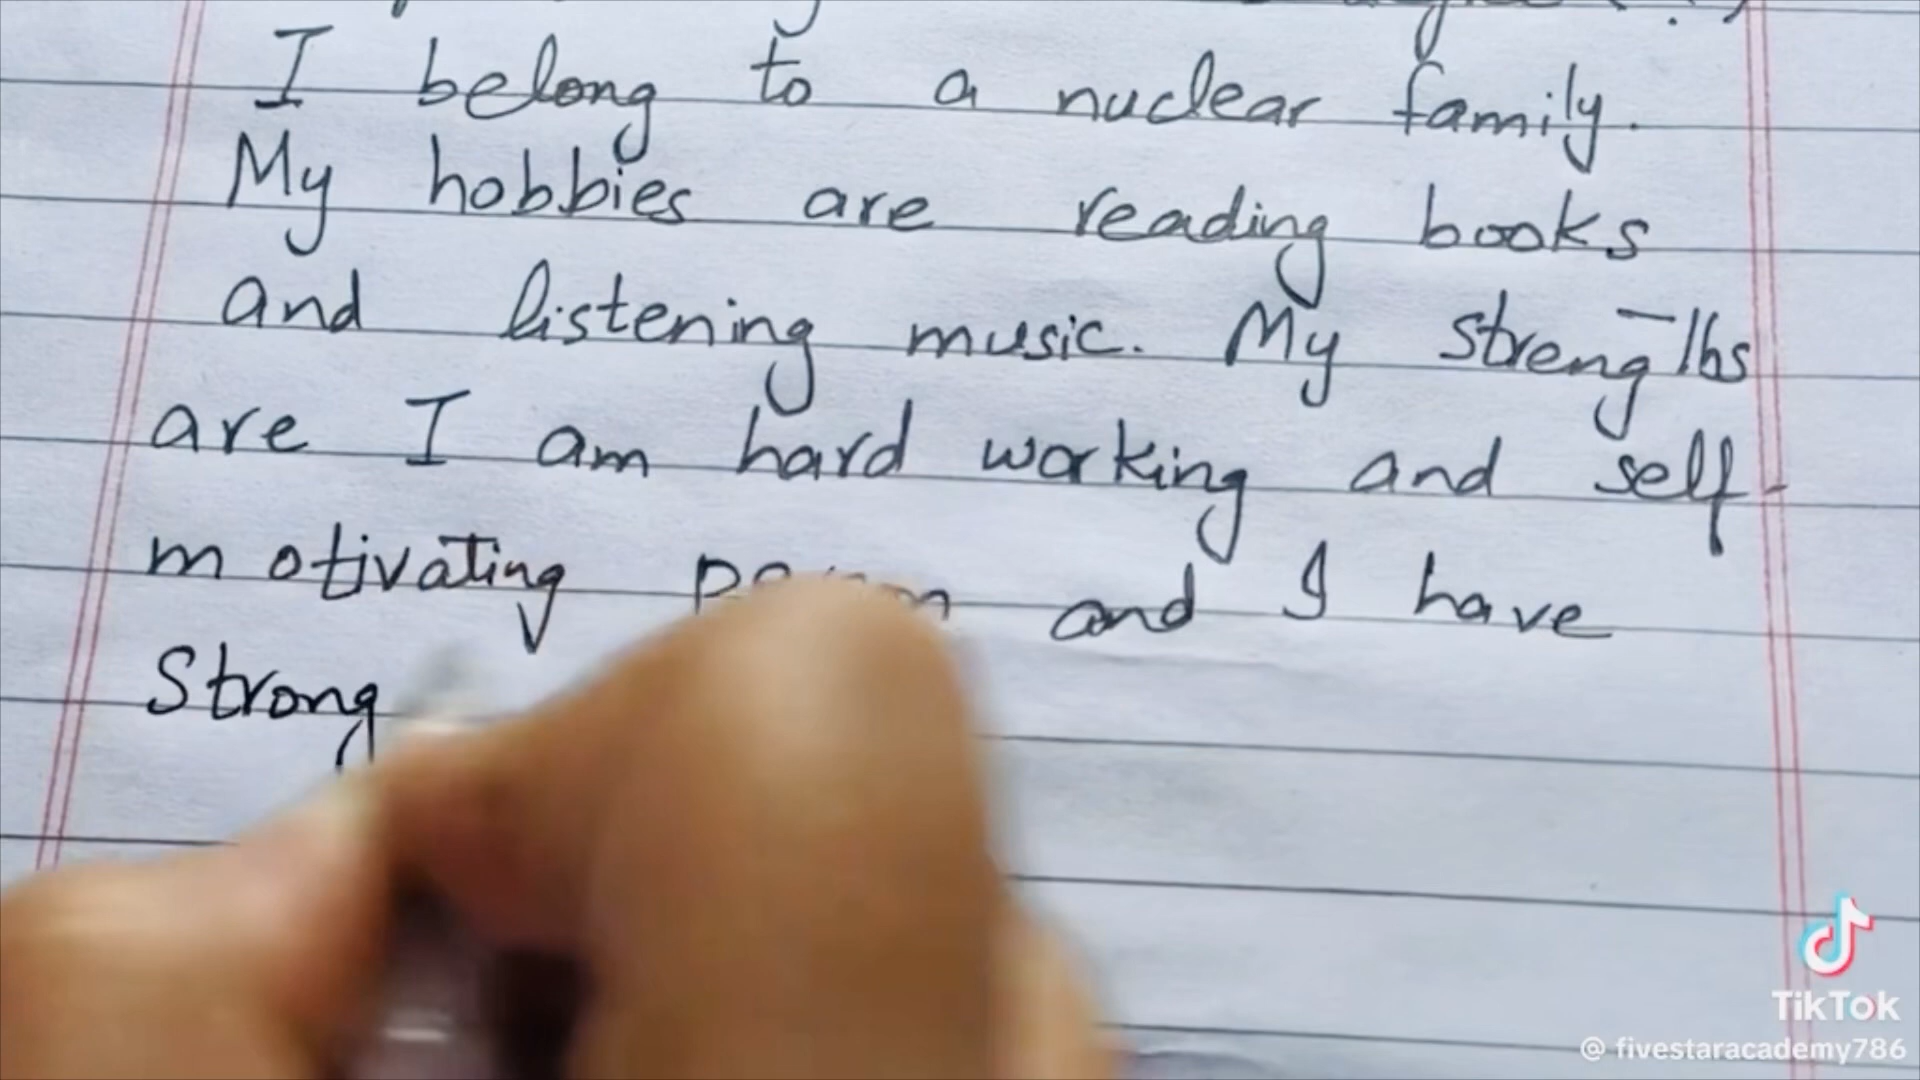 I belong to a nuclear family.
My hobbies are reading books
and listening music. My strengths
are I am hard working and self-
motivating and I have
Strong
TikTok
@ fivestaracademy786